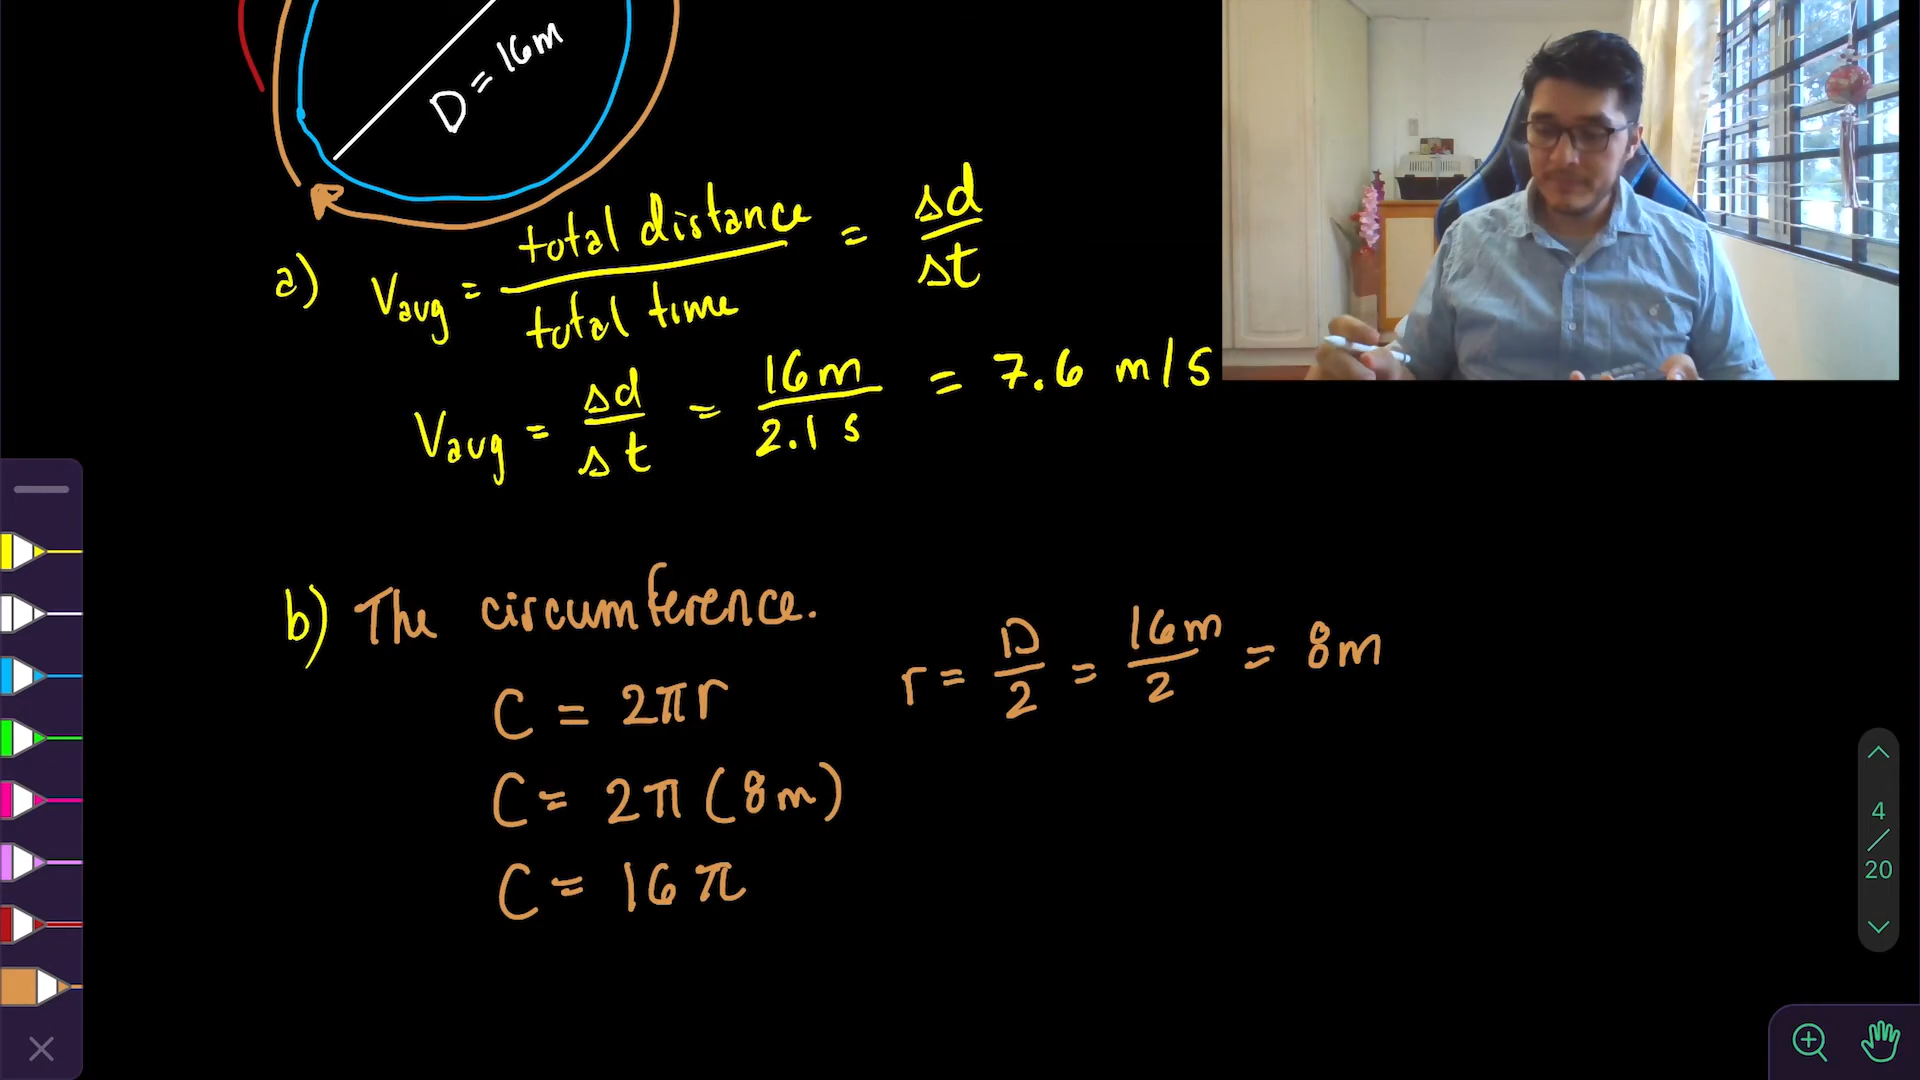 D = 16m
a) Vavg = total distance / total time = Δd / Δt
Vavg = Δd / Δt = 16m / 2.1 s = 7.6 m/s
b) The circumference.
r = D / 2 = 16m / 2 = 8m
C = 2πr
C = 2π (8m)
C = 16π
4 / 20